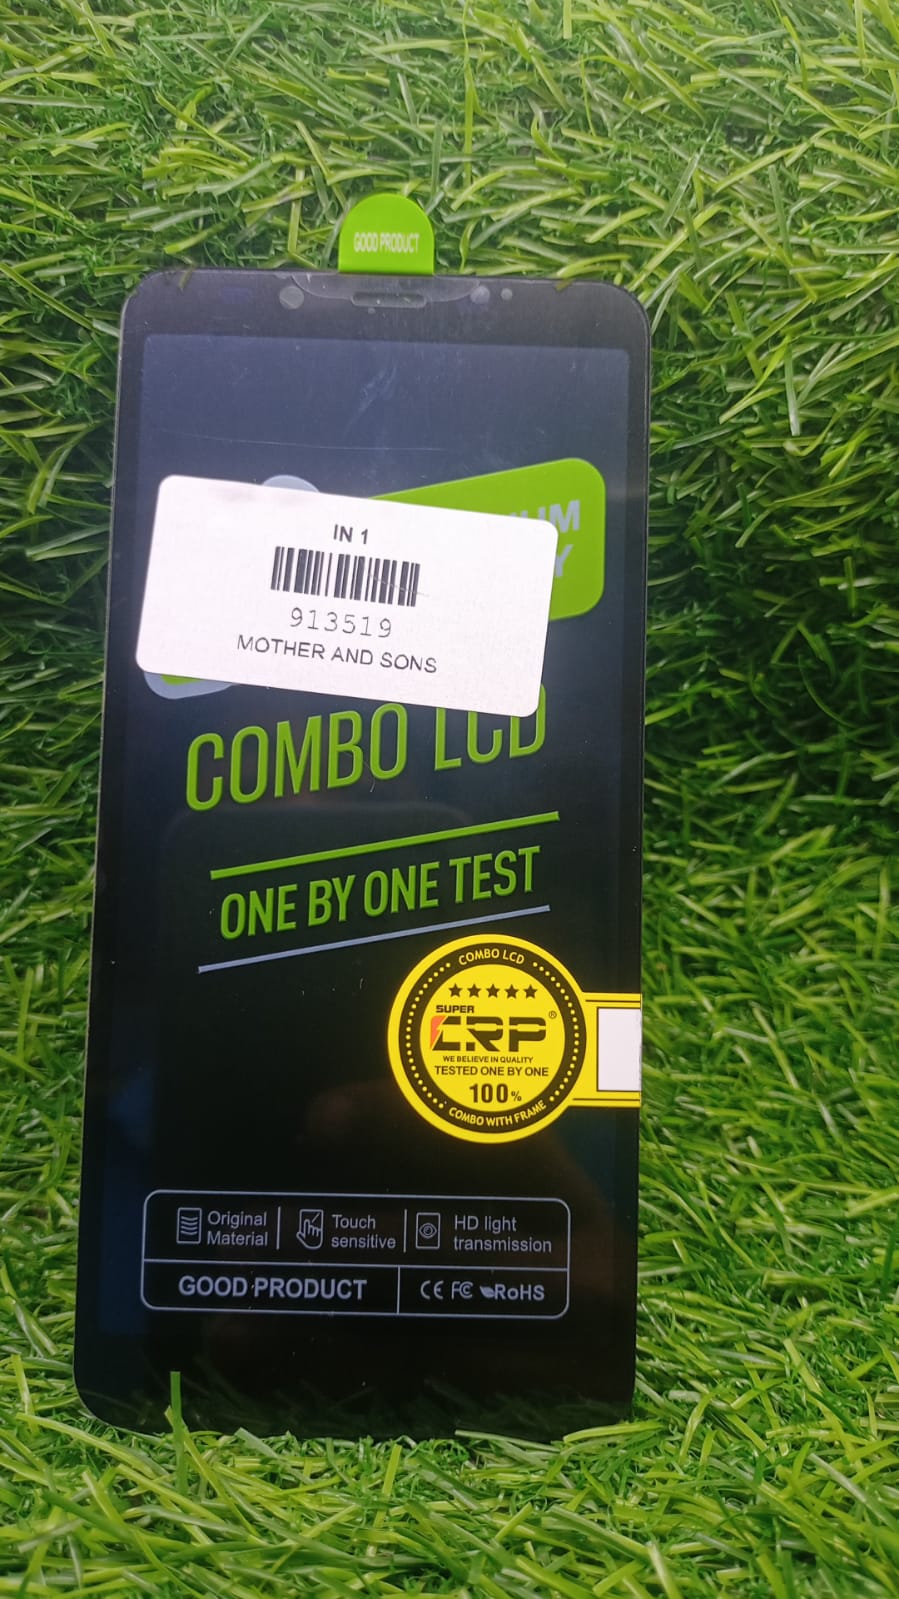 GOOD PRODUCT
IN 1
913519
MOTHER AND SONS
COMBO LCD
ONE BY ONE TEST
COMBO LCD
SUPER
CRP®
WE BELIEVE IN QUALITY
TESTED ONE BY ONE
100%
COMBO WITH FRAME
Original Material
Touch sensitive
HD light transmission
GOOD PRODUCT
CE FC RoHS